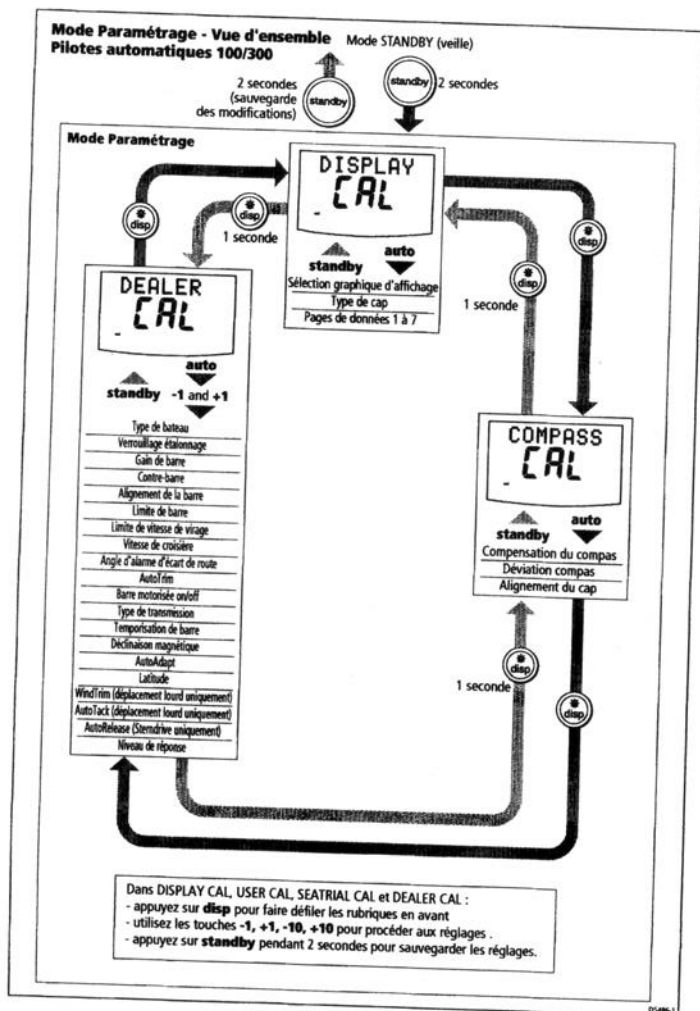 Mode Paramétrage - Vue d'ensemble
Pilotes automatiques 100/300
Mode STANDBY (veille)
2 secondes
(sauvegarde
des modifications)
standby
standby
2 secondes
Mode Paramétrage
DISPLAY
CAL
disp
disp
1 seconde
disp
standby
auto
Sélection graphique d'affichage
Type de cap
Pages de données 1 à 7
disp
1 seconde
DEALER
CAL
auto
standby -1 and +1
Type de bateau
Verrouillage étalonnage
Gain de barre
Contre-barre
Alignement de la barre
Limite de barre
Limite de vitesse de virage
Vitesse de croisière
Angle d'alarme d'écart de route
AutoTrim
Barre motorisée on/off
Type de transmission
Temporisation de barre
Déclinaison magnétique
AutoAdapt
Latitude
WindTrim (déplacement lourd uniquement)
AutoTack (déplacement lourd uniquement)
AutoRelease (Sterndrive uniquement)
Niveau de réponse
COMPASS
CAL
standby
auto
Compensation du compas
Déviation compas
Alignement du cap
1 seconde
disp
disp
Dans DISPLAY CAL, USER CAL, SEATRIAL CAL et DEALER CAL :
- appuyez sur disp pour faire défiler les rubriques en avant
- utilisez les touches -1, +1, -10, +10 pour procéder aux réglages .
- appuyez sur standby pendant 2 secondes pour sauvegarder les réglages.
D5486-1